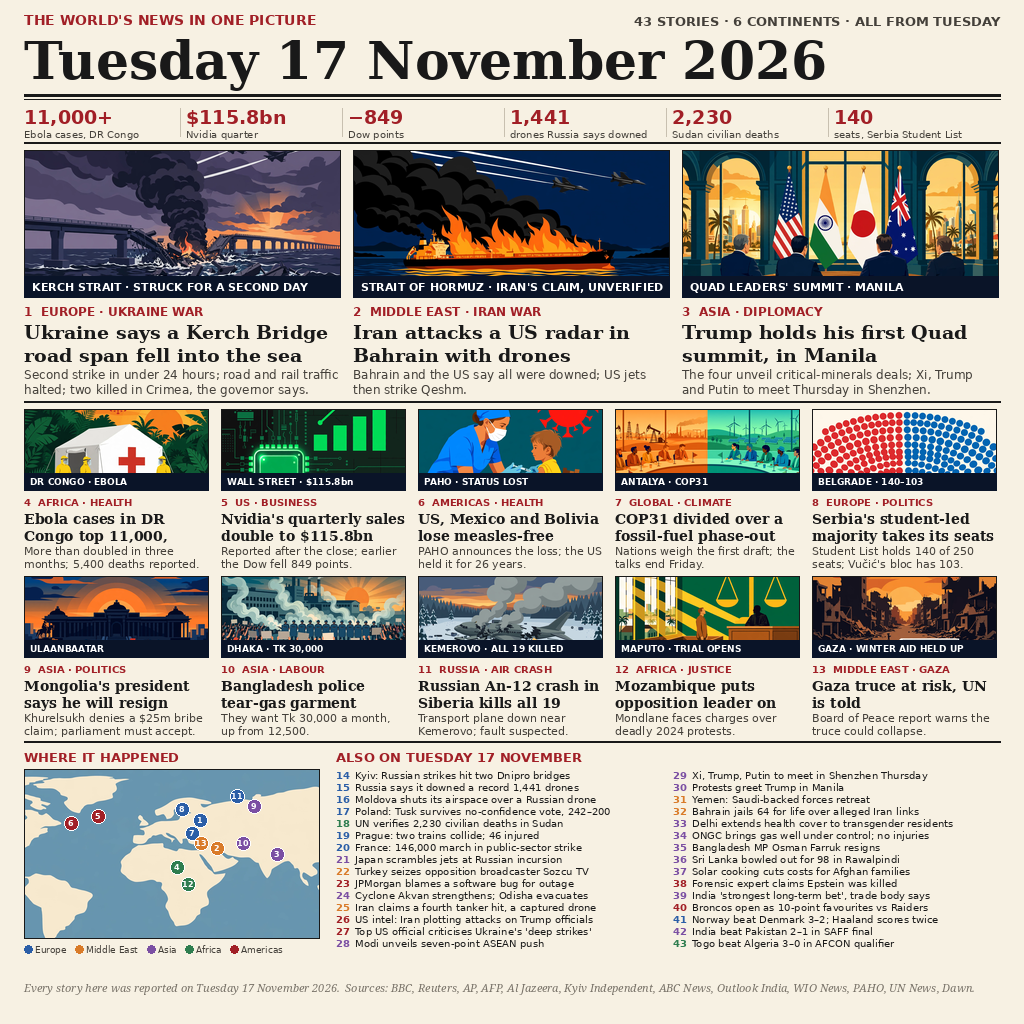 THE WORLD'S NEWS IN ONE PICTURE
43 STORIES · 6 CONTINENTS · ALL FROM TUESDAY
Tuesday 17 November 2026
11,000+
Ebola cases, DR Congo
$115.8bn
Nvidia quarter
−849
Dow points
1,441
drones Russia says downed
2,230
Sudan civilian deaths
140
seats, Serbia Student List
KERCH STRAIT · STRUCK FOR A SECOND DAY
1 EUROPE · UKRAINE WAR
Ukraine says a Kerch Bridge
road span fell into the sea
Second strike in under 24 hours; road and rail traffic
halted; two killed in Crimea, the governor says.
STRAIT OF HORMUZ · IRAN'S CLAIM, UNVERIFIED
2 MIDDLE EAST · IRAN WAR
Iran attacks a US radar in
Bahrain with drones
Bahrain and the US say all were downed; US jets
then strike Qeshm.
QUAD LEADERS' SUMMIT · MANILA
3 ASIA · DIPLOMACY
Trump holds his first Quad
summit, in Manila
The four unveil critical-minerals deals; Xi, Trump
and Putin to meet Thursday in Shenzhen.
DR CONGO · EBOLA
4 AFRICA · HEALTH
Ebola cases in DR
Congo top 11,000,
More than doubled in three
months; 5,400 deaths reported.
WALL STREET · $115.8bn
5 US · BUSINESS
Nvidia's quarterly sales
double to $115.8bn
Reported after the close; earlier
the Dow fell 849 points.
PAHO · STATUS LOST
6 AMERICAS · HEALTH
US, Mexico and Bolivia
lose measles-free
PAHO announces the loss; the US
held it for 26 years.
ANTALYA · COP31
7 GLOBAL · CLIMATE
COP31 divided over a
fossil-fuel phase-out
Nations weigh the first draft; the
talks end Friday.
BELGRADE · 140–103
8 EUROPE · POLITICS
Serbia's student-led
majority takes its seats
Student List holds 140 of 250
seats; Vučić's bloc has 103.
ULAANBAATAR
9 ASIA · POLITICS
Mongolia's president
says he will resign
Khurelsukh denies a $25m bribe
claim; parliament must accept.
DHAKA · TK 30,000
10 ASIA · LABOUR
Bangladesh police
tear-gas garment
They want Tk 30,000 a month,
up from 12,500.
KEMEROVO · ALL 19 KILLED
11 RUSSIA · AIR CRASH
Russian An-12 crash in
Siberia kills all 19
Transport plane down near
Kemerovo; fault suspected.
MAPUTO · TRIAL OPENS
12 AFRICA · JUSTICE
Mozambique puts
opposition leader on
Mondlane faces charges over
deadly 2024 protests.
GAZA · WINTER AID HELD UP
13 MIDDLE EAST · GAZA
Gaza truce at risk, UN
is told
Board of Peace report warns the
truce could collapse.
WHERE IT HAPPENED
6
5
8
11
9
1
7
13
2
10
3
4
12
Europe
Middle East
Asia
Africa
Americas
ALSO ON TUESDAY 17 NOVEMBER
14 Kyiv: Russian strikes hit two Dnipro bridges
15 Russia says it downed a record 1,441 drones
16 Moldova shuts its airspace over a Russian drone
17 Poland: Tusk survives no-confidence vote, 242–200
18 UN verifies 2,230 civilian deaths in Sudan
19 Prague: two trains collide; 46 injured
20 France: 146,000 march in public-sector strike
21 Japan scrambles jets at Russian incursion
22 Turkey seizes opposition broadcaster Sozcu TV
23 JPMorgan blames a software bug for outage
24 Cyclone Akvan strengthens; Odisha evacuates
25 Iran claims a fourth tanker hit, a captured drone
26 US intel: Iran plotting attacks on Trump officials
27 Top US official criticises Ukraine's 'deep strikes'
28 Modi unveils seven-point ASEAN push
29 Xi, Trump, Putin to meet in Shenzhen Thursday
30 Protests greet Trump in Manila
31 Yemen: Saudi-backed forces retreat
32 Bahrain jails 64 for life over alleged Iran links
33 Delhi extends health cover to transgender residents
34 ONGC brings gas well under control; no injuries
35 Bangladesh MP Osman Farruk resigns
36 Sri Lanka bowled out for 98 in Rawalpindi
37 Solar cooking cuts costs for Afghan families
38 Forensic expert claims Epstein was killed
39 India 'strongest long-term bet', trade body says
40 Broncos open as 10-point favourites vs Raiders
41 Norway beat Denmark 3–2; Haaland scores twice
42 India beat Pakistan 2–1 in SAFF final
43 Togo beat Algeria 3–0 in AFCON qualifier
Every story here was reported on Tuesday 17 November 2026. Sources: BBC, Reuters, AP, AFP, Al Jazeera, Kyiv Independent, ABC News, Outlook India, WIO News, PAHO, UN News, Dawn.